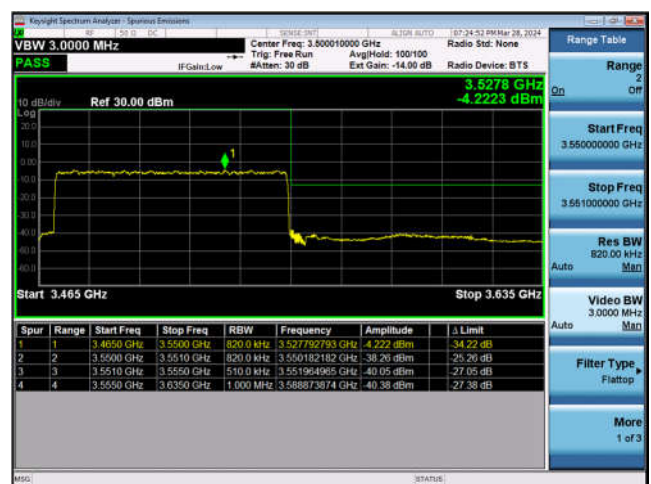 Keysight Spectrum Analyzer - Spurious Emissions
RF 50 Ω DC SENSE:INT ALIGN AUTO 07:24:52 PM Mar 28, 2024
VBW 3.0000 MHz Center Freq: 3.500010000 GHz Radio Std: None
Trig: Free Run Avg|Hold: 100/100
PASS IFGain:Low #Atten: 30 dB Ext Gain: -14.00 dB Radio Device: BTS
3.5278 GHz
-4.2223 dBm
10 dB/div Ref 30.00 dBm
Log
20.0
10.0
0.00
-10.0
-20.0
-30.0
-40.0
-50.0
-60.0
1
Start 3.465 GHz Stop 3.635 GHz
Spur Range Start Freq Stop Freq RBW Frequency Amplitude Δ Limit
1 1 3.4650 GHz 3.5500 GHz 820.0 kHz 3.527792793 GHz -4.222 dBm -34.22 dB
2 2 3.5500 GHz 3.5510 GHz 820.0 kHz 3.550182182 GHz -38.26 dBm -25.26 dB
3 3 3.5510 GHz 3.5550 GHz 510.0 kHz 3.551964965 GHz -40.05 dBm -27.05 dB
4 4 3.5550 GHz 3.6350 GHz 1.000 MHz 3.588873874 GHz -40.38 dBm -27.38 dB
MSG STATUS
Range Table
Range
2
On Off
Start Freq
3.550000000 GHz
Stop Freq
3.551000000 GHz
Res BW
820.00 kHz
Auto Man
Video BW
3.0000 MHz
Auto Man
Filter Type
Flattop
More
1 of 3